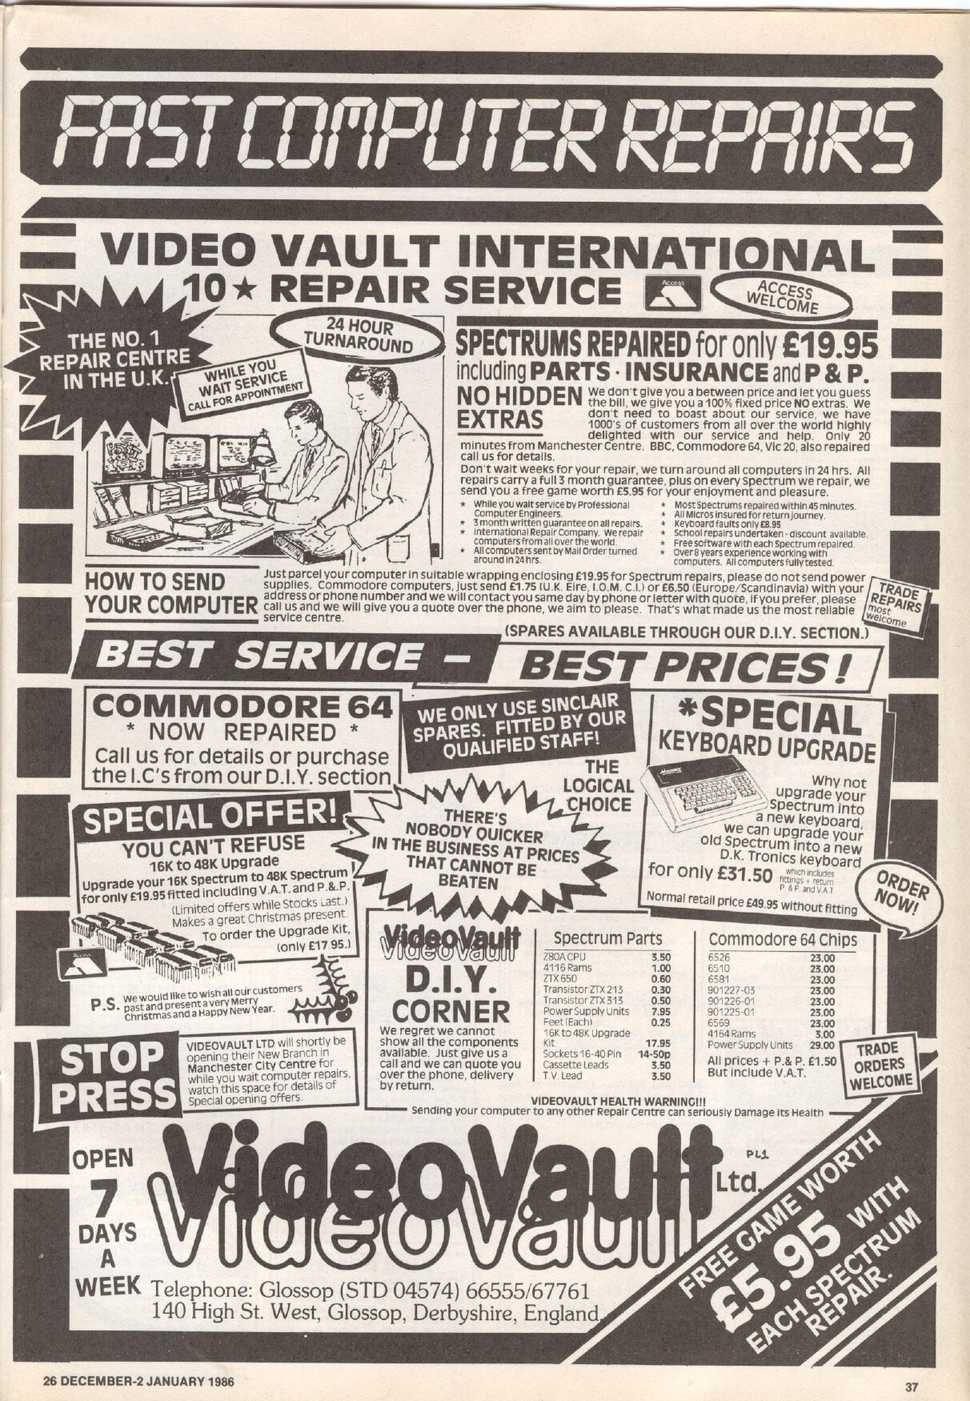 FAST COMPUTER REPAIRS
VIDEO VAULT INTERNATIONAL
10★ REPAIR SERVICE
Access
ACCESS
WELCOME
THE NO. 1
REPAIR CENTRE
IN THE U.K.
WHILE YOU
WAIT SERVICE
CALL FOR APPOINTMENT
24 HOUR
TURNAROUND
SPECTRUMS REPAIRED for only £19.95
including PARTS · INSURANCE and P & P.
NO HIDDEN
EXTRAS
We don't give you a between price and let you guess
the bill, we give you a 100% fixed price NO extras. We
don't need to boast about our service, we have
1000's of customers from all over the world highly
delighted with our service and help. Only 20
minutes from Manchester Centre. BBC, Commodore 64, Vic 20, also repaired
call us for details.
Don't wait weeks for your repair, we turn around all computers in 24 hrs. All
repairs carry a full 3 month guarantee, plus on every Spectrum we repair, we
send you a free game worth £5.95 for your enjoyment and pleasure.
* While you wait service by Professional
Computer Engineers.
* 3 month written guarantee on all repairs.
* International Repair Company. We repair
computers from all over the world.
* All computers sent by Mail Order turned
around in 24 hrs.
* Most Spectrums repaired within 45 minutes.
* All Micros insured for return journey.
* Keyboard faults only £8.95
* School repairs undertaken - discount available.
* Free software with each Spectrum repaired.
* Over 8 years experience working with
computers. All computers fully tested.
HOW TO SEND
YOUR COMPUTER
Just parcel your computer in suitable wrapping enclosing £19.95 for Spectrum repairs, please do not send power
supplies. Commodore computers, just send £1.75 (U.K. Eire, I.O.M. C.I.) or £6.50 (Europe/Scandinavia) with your
address or phone number and we will contact you same day by phone or letter with quote, if you prefer, please
call us and we will give you a quote over the phone, we aim to please. That's what made us the most reliable
service centre.
(SPARES AVAILABLE THROUGH OUR D.I.Y. SECTION.)
TRADE
REPAIRS
most
welcome
BEST SERVICE –
BEST PRICES!
COMMODORE 64
* NOW REPAIRED *
Call us for details or purchase
the I.C's from our D.I.Y. section
WE ONLY USE SINCLAIR
SPARES. FITTED BY OUR
QUALIFIED STAFF!
THE
LOGICAL
CHOICE
*SPECIAL
KEYBOARD UPGRADE
Why not
upgrade your
Spectrum into
a new keyboard,
we can upgrade your
old Spectrum into a new
D.K. Tronics keyboard
for only £31.50 which includes
fittings + return
P & P. and V.A.T
Normal retail price £49.95 without fitting
ORDER
NOW!
SPECIAL OFFER!
YOU CAN'T REFUSE
16K to 48K Upgrade
Upgrade your 16K Spectrum to 48K Spectrum
for only £19.95 fitted including V.A.T. and P.& P.
(Limited offers while Stocks Last.)
Makes a great Christmas present.
To order the Upgrade Kit,
(only £17.95.)
Access
P.S. We would like to wish all our customers
past and present a very Merry
Christmas and a Happy New Year.
THERE'S
NOBODY QUICKER
IN THE BUSINESS AT PRICES
THAT CANNOT BE
BEATEN
VideoVault
VideoVault
D.I.Y.
CORNER
We regret we cannot
show all the components
available. Just give us a
call and we can quote you
over the phone, delivery
by return.
Spectrum Parts
Z80A CPU 3.50
4116 Rams 1.00
ZTX 650 0.60
Transistor ZTX 213 0.30
Transistor ZTX 313 0.50
Power Supply Units 7.95
Feet (Each) 0.25
16K to 48K Upgrade
Kit 17.95
Sockets 16-40 Pin 14-50p
Cassette Leads 3.50
T.V. Lead 3.50
Commodore 64 Chips
6526 23.00
6510 23.00
6581 23.00
901227-03 23.00
901226-01 23.00
901225-01 23.00
6569 23.00
4164 Rams 3.00
Power Supply Units 29.00
All prices + P.& P. £1.50
But include V.A.T.
TRADE
ORDERS
WELCOME
STOP
PRESS
VIDEOVAULT LTD will shortly be
opening their New Branch in
Manchester City Centre for
while you wait computer repairs,
watch this space for details of
Special opening offers.
VIDEOVAULT HEALTH WARNING!!!
Sending your computer to any other Repair Centre can seriously Damage its Health
OPEN
7
DAYS
A
WEEK
VideoVault Ltd.
VideoVault
PL1
Telephone: Glossop (STD 04574) 66555/67761
140 High St. West, Glossop, Derbyshire, England.
FREE GAME WORTH
£5.95 WITH
EACH SPECTRUM
REPAIR.
26 DECEMBER-2 JANUARY 1986
37